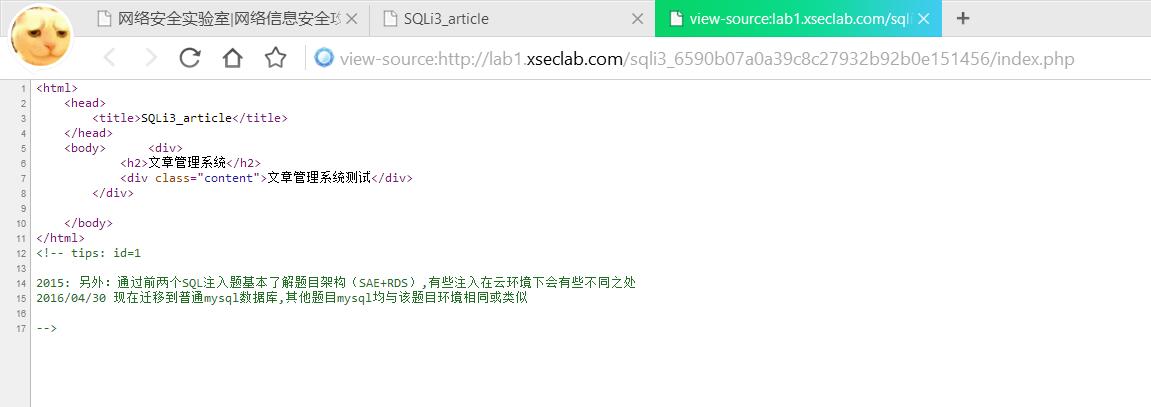 网络安全实验室|网络信息安全攻
SQLi3_article
view-source:lab1.xseclab.com/sqli
view-source:http://lab1.xseclab.com/sqli3_6590b07a0a39c8c27932b92b0e151456/index.php
1 <html>
2 <head>
3 <title>SQLi3_article</title>
4 </head>
5 <body> <div>
6 <h2>文章管理系统</h2>
7 <div class="content">文章管理系统测试</div>
8 </div>
9
10 </body>
11 </html>
12 <!-- tips: id=1
13
14 2015: 另外: 通过前两个SQL注入题基本了解题目架构（SAE+RDS）,有些注入在云环境下会有些不同之处
15 2016/04/30 现在迁移到普通mysql数据库,其他题目mysql均与该题目环境相同或类似
16
17 -->